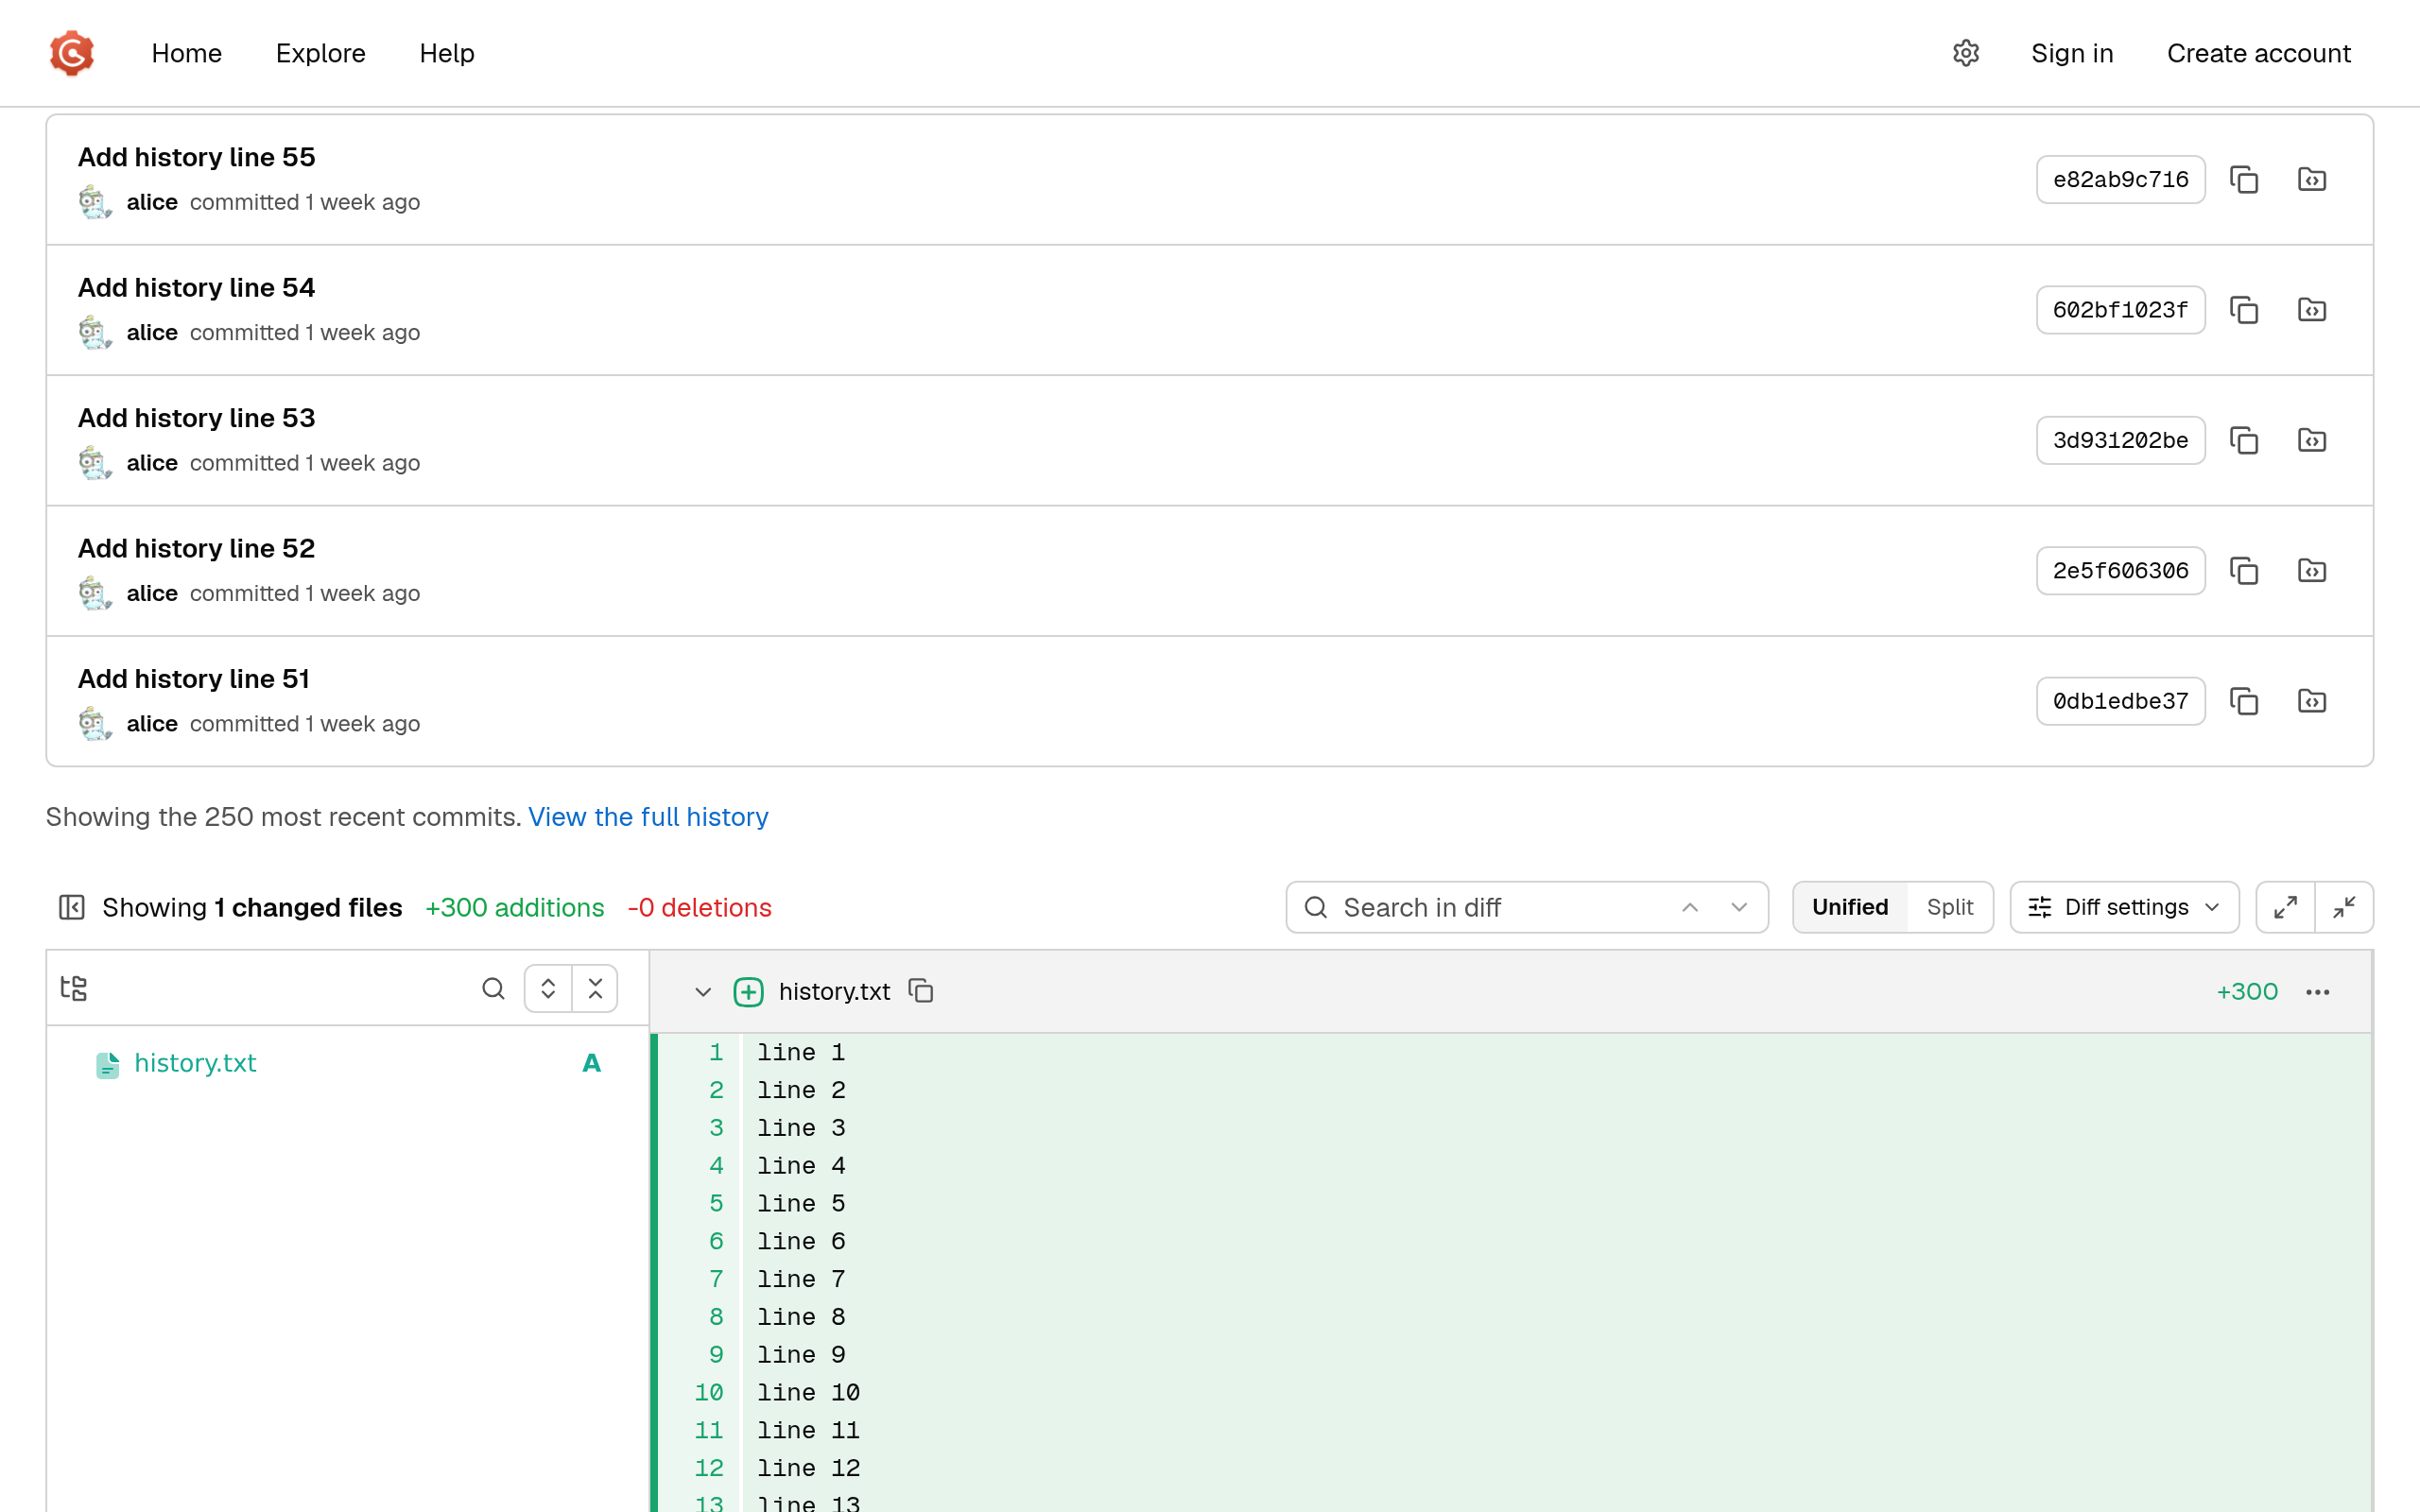 Home Explore Help Sign in Create account
Add history line 55
alice committed 1 week ago
e82ab9c716
Add history line 54
alice committed 1 week ago
602bf1023f
Add history line 53
alice committed 1 week ago
3d931202be
Add history line 52
alice committed 1 week ago
2e5f606306
Add history line 51
alice committed 1 week ago
0db1edbe37
Showing the 250 most recent commits. View the full history
Showing 1 changed files +300 additions -0 deletions
Search in diff
Unified Split
Diff settings
history.txt A
history.txt +300
1 line 1
2 line 2
3 line 3
4 line 4
5 line 5
6 line 6
7 line 7
8 line 8
9 line 9
10 line 10
11 line 11
12 line 12
13 line 13